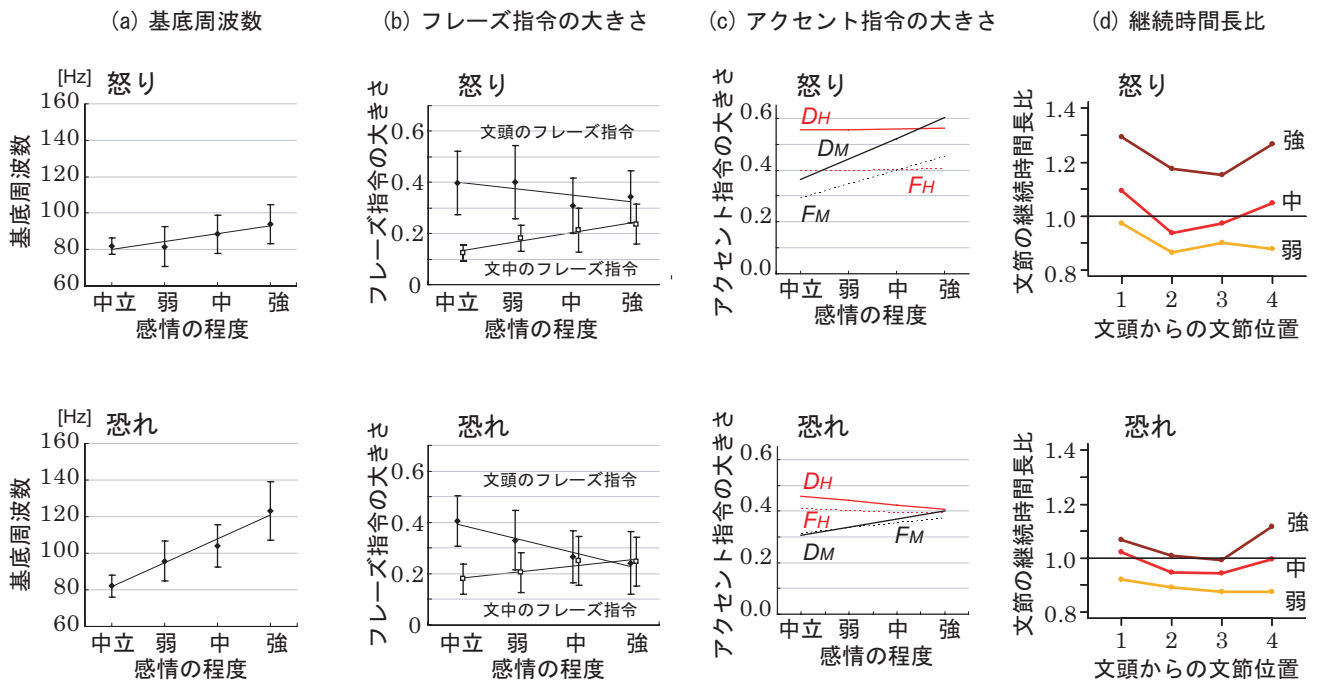 (a) 基底周波数
(b) フレーズ指令の大きさ
(c) アクセント指令の大きさ
(d) 継続時間長比
[Hz]
怒り
160
140
120
100
80
60
基底周波数
中立 弱 中 強
感情の程度
怒り
フレーズ指令の大きさ
0.6
0.4
0.2
0
文頭のフレーズ指令
文中のフレーズ指令
中立 弱 中 強
感情の程度
怒り
アクセント指令の大きさ
0.6
0.4
0.6
0.0
DH
DM
FH
FM
中立 弱 中 強
感情の程度
怒り
文節の継続時間長比
1.4
1.2
1.0
0.8
強
中
弱
1 2 3 4
文頭からの文節位置
[Hz]
恐れ
160
140
120
100
80
60
基底周波数
中立 弱 中 強
感情の程度
恐れ
フレーズ指令の大きさ
0.6
0.4
0.2
0
文頭のフレーズ指令
文中のフレーズ指令
中立 弱 中 強
感情の程度
恐れ
アクセント指令の大きさ
0.6
0.4
0.6
0.0
DH
FH
DM
FM
中立 弱 中 強
感情の程度
恐れ
文節の継続時間長比
1.4
1.2
1.0
0.8
強
中
弱
1 2 3 4
文頭からの文節位置